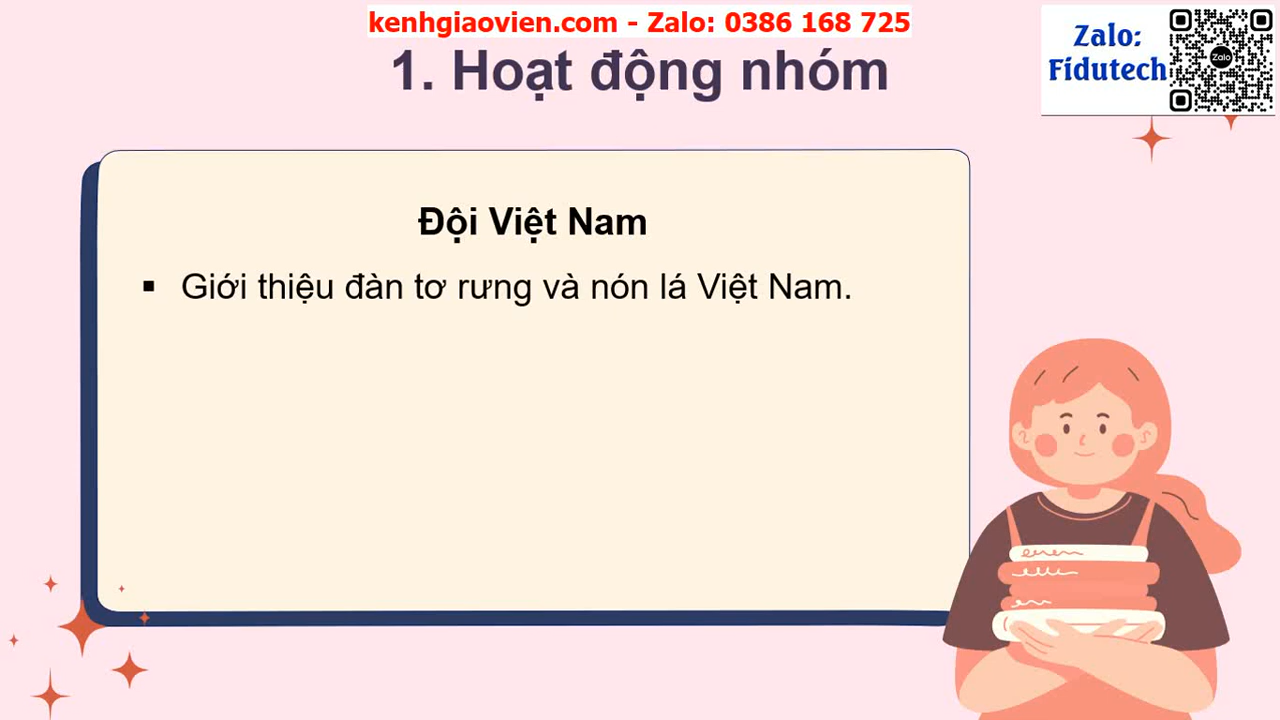 kenhgiaovien.com - Zalo: 0386 168 725
Zalo:
Fidutech
Zalo
1. Hoạt động nhóm
Đội Việt Nam
▪ Giới thiệu đàn tơ rưng và nón lá Việt Nam.